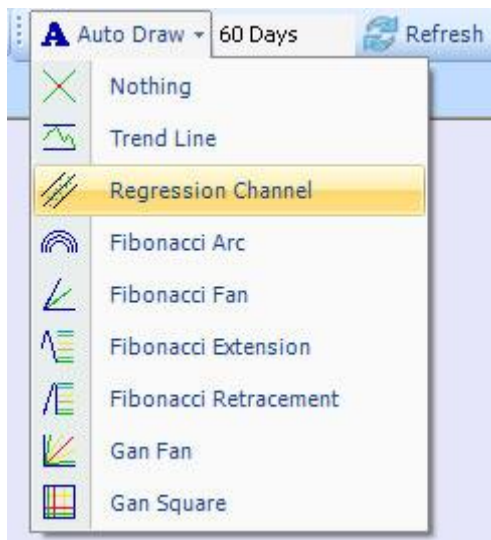 Auto Draw 60 Days Refresh
Nothing
Trend Line
Regression Channel
Fibonacci Arc
Fibonacci Fan
Fibonacci Extension
Fibonacci Retracement
Gan Fan
Gan Square